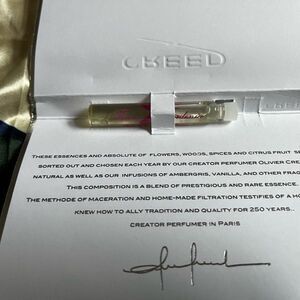 CREED
THESE ESSENCES AND ABSOLUTE OF FLOWERS, WOODS, SPICES AND CITRUS FRUIT
SORTED OUT AND CHOSEN EACH YEAR BY OUR CREATOR PERFUMER OLIVIER
NATURAL AS WELL AS OUR INFUSIONS OF AMBERGRIS, VANILLA, AND OTHER
THIS COMPOSITION IS A BLEND OF PRESTIGIOUS AND RARE ESSENCE.
THE METHODE OF MACERATION AND HOME-MADE FILTRATION TESTIFIES OF A
KNEW HOW TO ALLY TRADITION AND QUALITY FOR 250 YEARS..
CREATOR PERFUMER IN PARIS